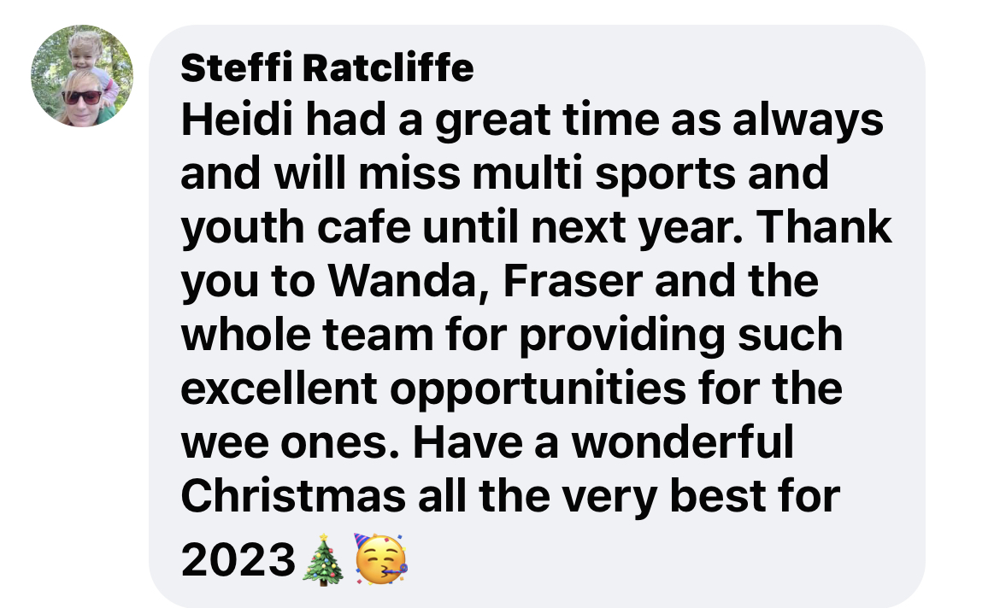 Steffi Ratcliffe
Heidi had a great time as always
and will miss multi sports and
youth cafe until next year. Thank
you to Wanda, Fraser and the
whole team for providing such
excellent opportunities for the
wee ones. Have a wonderful
Christmas all the very best for
2023🎄🥳